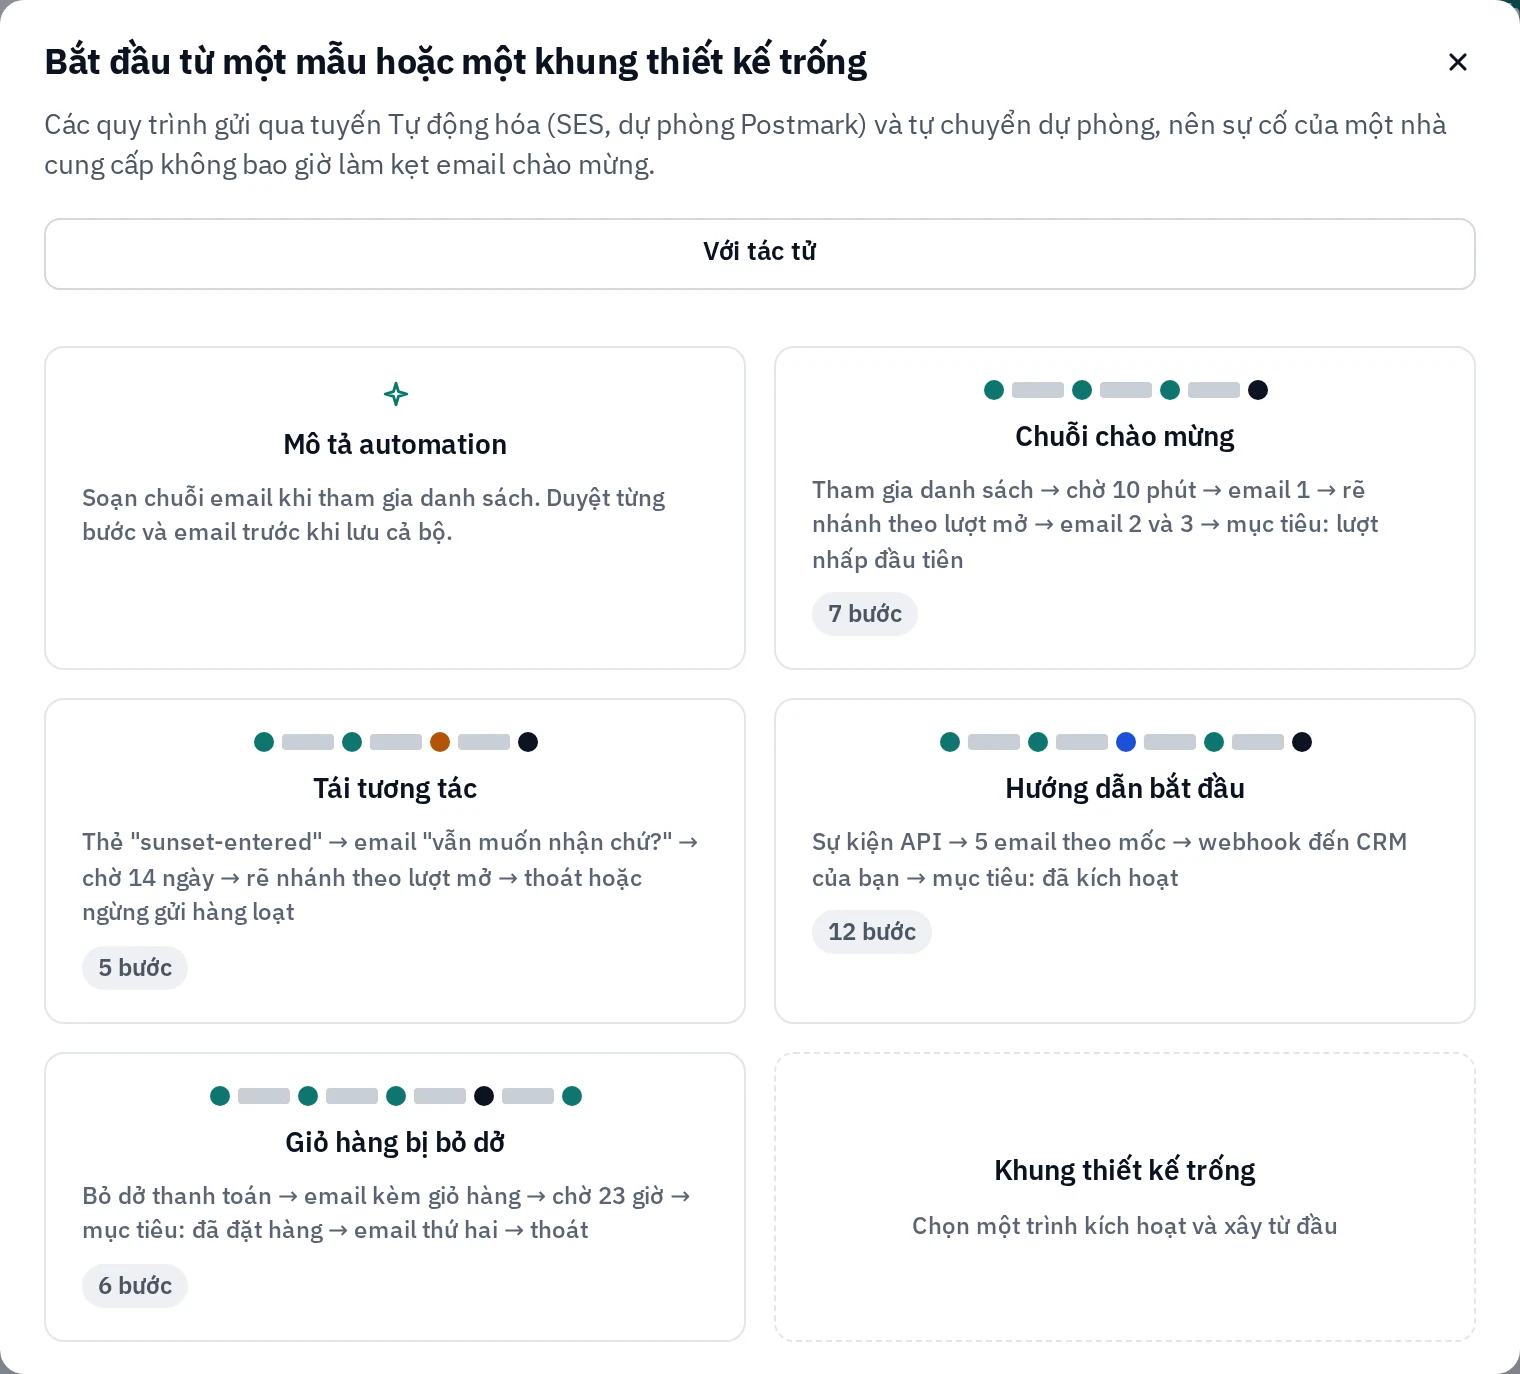 Bắt đầu từ một mẫu hoặc một khung thiết kế trống
Các quy trình gửi qua tuyến Tự động hóa (SES, dự phòng Postmark) và tự chuyển dự phòng, nên sự cố của một nhà
cung cấp không bao giờ làm kẹt email chào mừng.
Với tác tử
Mô tả automation
Soạn chuỗi email khi tham gia danh sách. Duyệt từng
bước và email trước khi lưu cả bộ.
Chuỗi chào mừng
Tham gia danh sách → chờ 10 phút → email 1 → rẽ
nhánh theo lượt mở → email 2 và 3 → mục tiêu: lượt
nhấp đầu tiên
7 bước
Tái tương tác
Thẻ "sunset-entered" → email "vẫn muốn nhận chứ?" →
chờ 14 ngày → rẽ nhánh theo lượt mở → thoát hoặc
ngừng gửi hàng loạt
5 bước
Hướng dẫn bắt đầu
Sự kiện API → 5 email theo mốc → webhook đến CRM
của bạn → mục tiêu: đã kích hoạt
12 bước
Giỏ hàng bị bỏ dở
Bỏ dở thanh toán → email kèm giỏ hàng → chờ 23 giờ →
mục tiêu: đã đặt hàng → email thứ hai → thoát
6 bước
Khung thiết kế trống
Chọn một trình kích hoạt và xây từ đầu